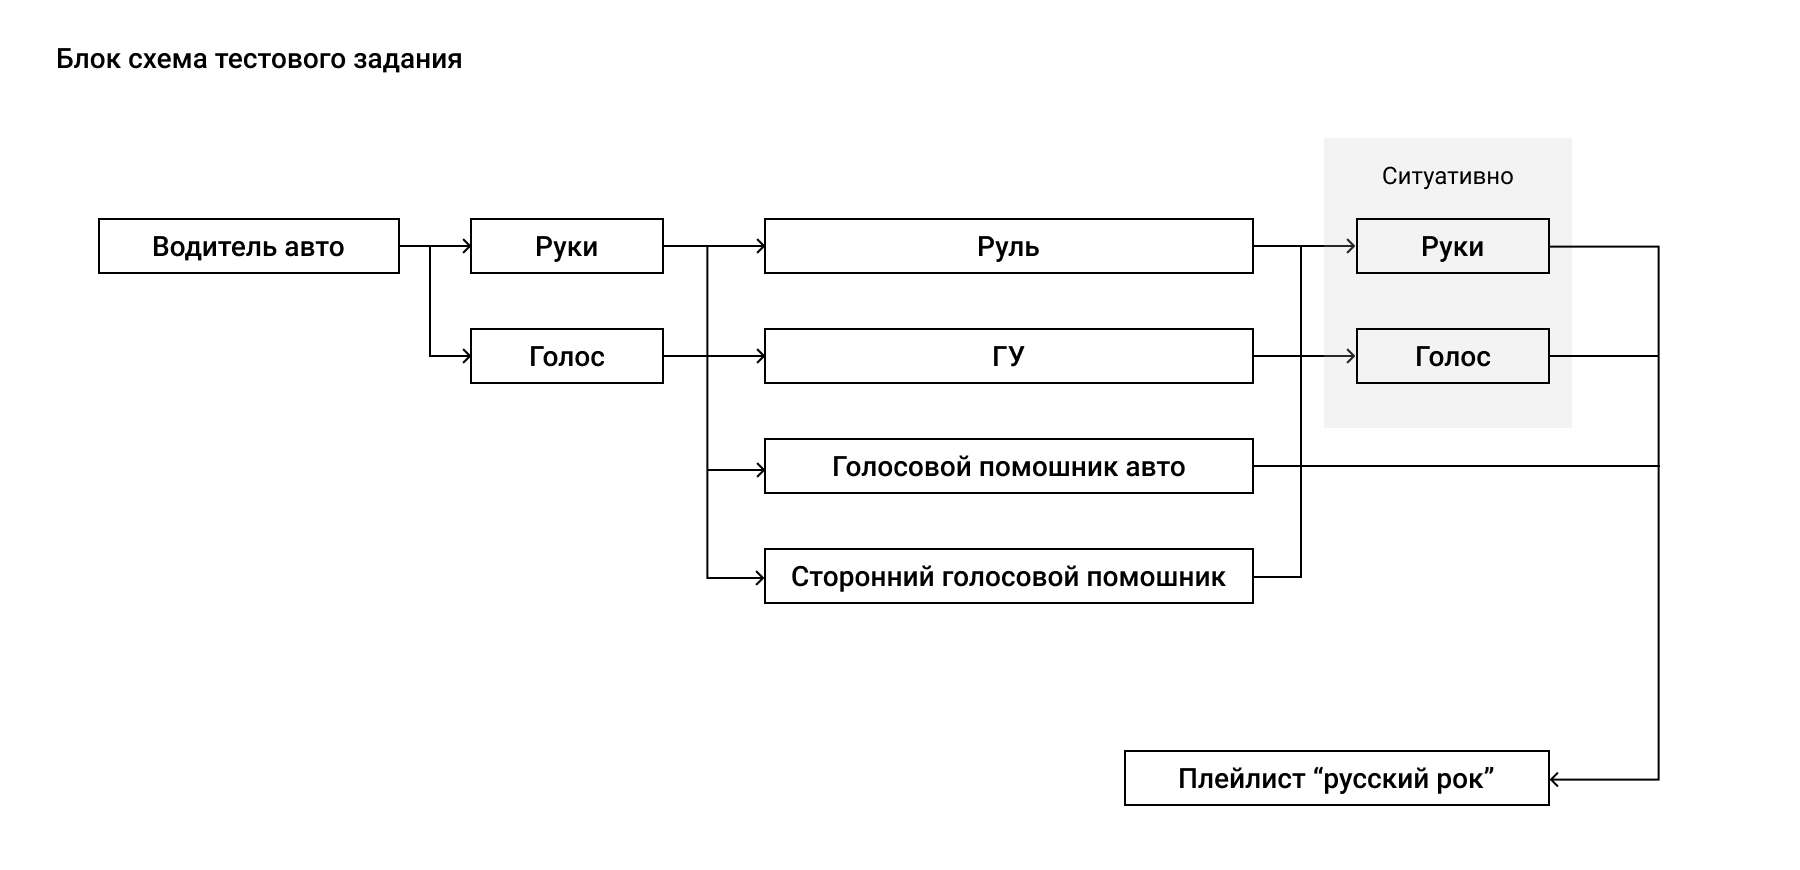 Блок схема тестового задания
Ситуативно
Водитель авто
Руки
Руль
Руки
Голос
ГУ
Голос
Голосовой помошник авто
Сторонний голосовой помошник
Плейлист “русский рок”